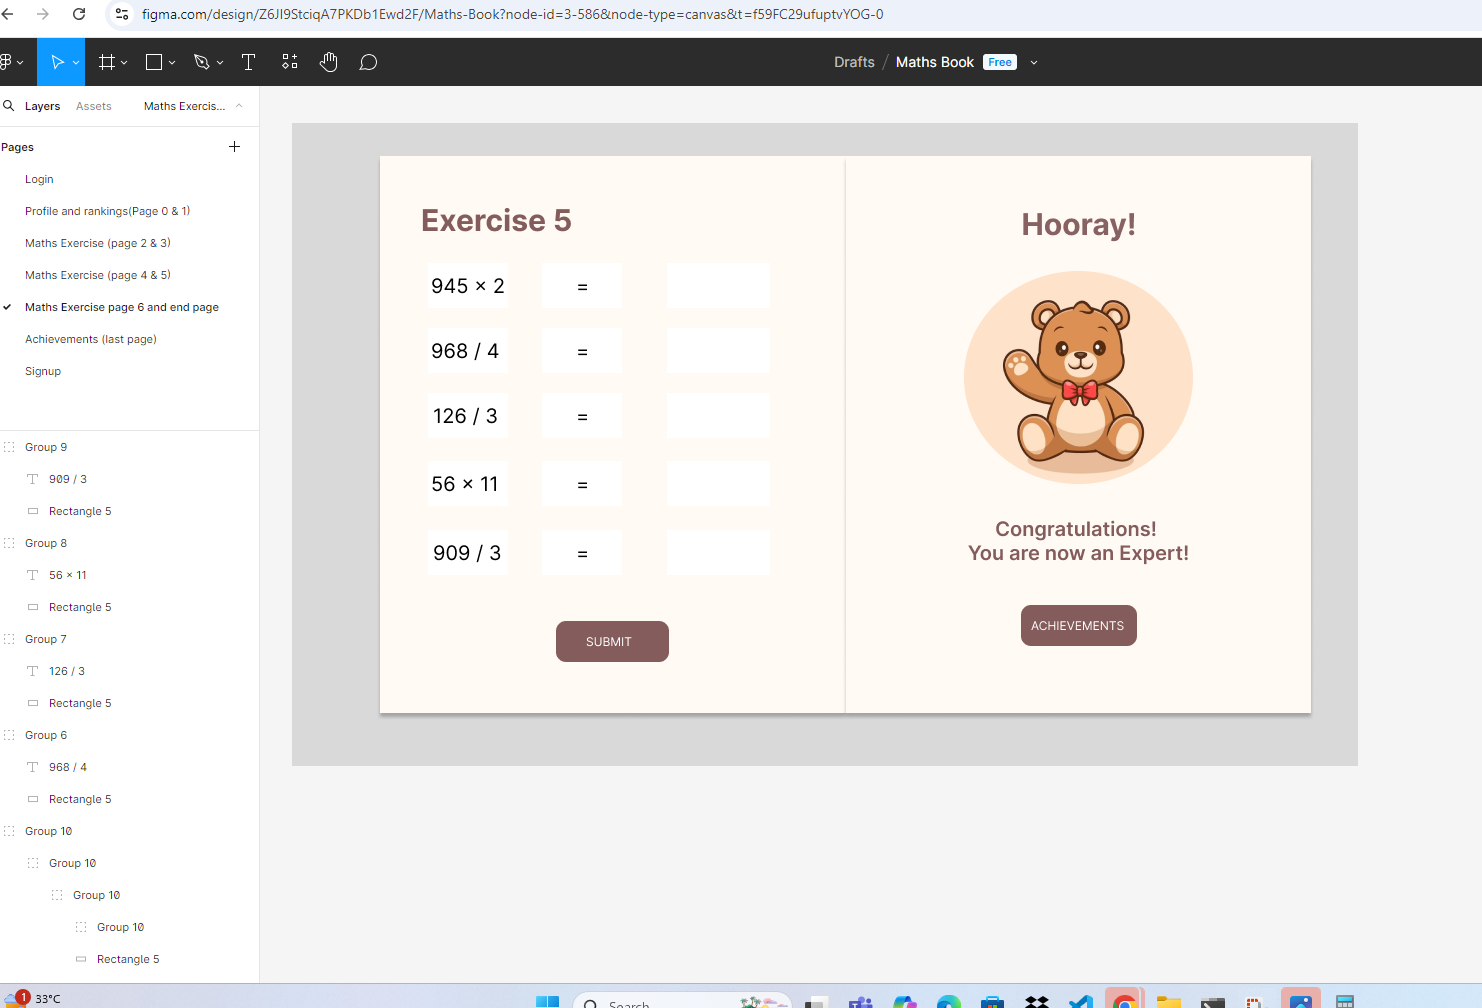 figma.com/design/Z6JI9StciqA7PKDb1Ewd2F/Maths-Book?node-id=3-586&node-type=canvas&t=f59FC29ufuptvYOG-0
Drafts / Maths Book Free
Layers Assets Maths Exercis...
Pages
Login
Profile and rankings(Page 0 & 1)
Maths Exercise (page 2 & 3)
Maths Exercise (page 4 & 5)
Maths Exercise page 6 and end page
Achievements (last page)
Signup
Group 9
909 / 3
Rectangle 5
Group 8
56 × 11
Rectangle 5
Group 7
126 / 3
Rectangle 5
Group 6
968 / 4
Rectangle 5
Group 10
Group 10
Group 10
Group 10
Rectangle 5
Exercise 5
945 × 2 =
968 / 4 =
126 / 3 =
56 × 11 =
909 / 3 =
SUBMIT
Hooray!
Congratulations!
You are now an Expert!
ACHIEVEMENTS
1
33°C
Search